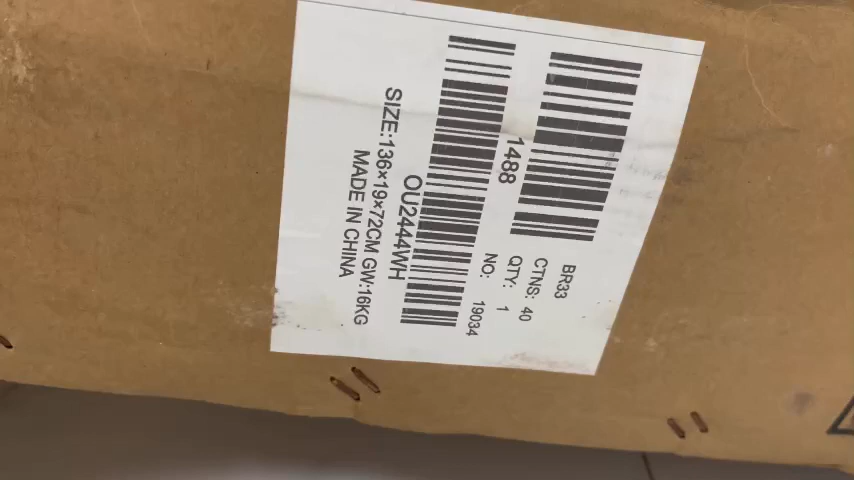 1488
BR33
CTNS: 40
QTY: 1
NO: 19034
OU2444WH
SIZE:136×19×72CM GW:16KG
MADE IN CHINA